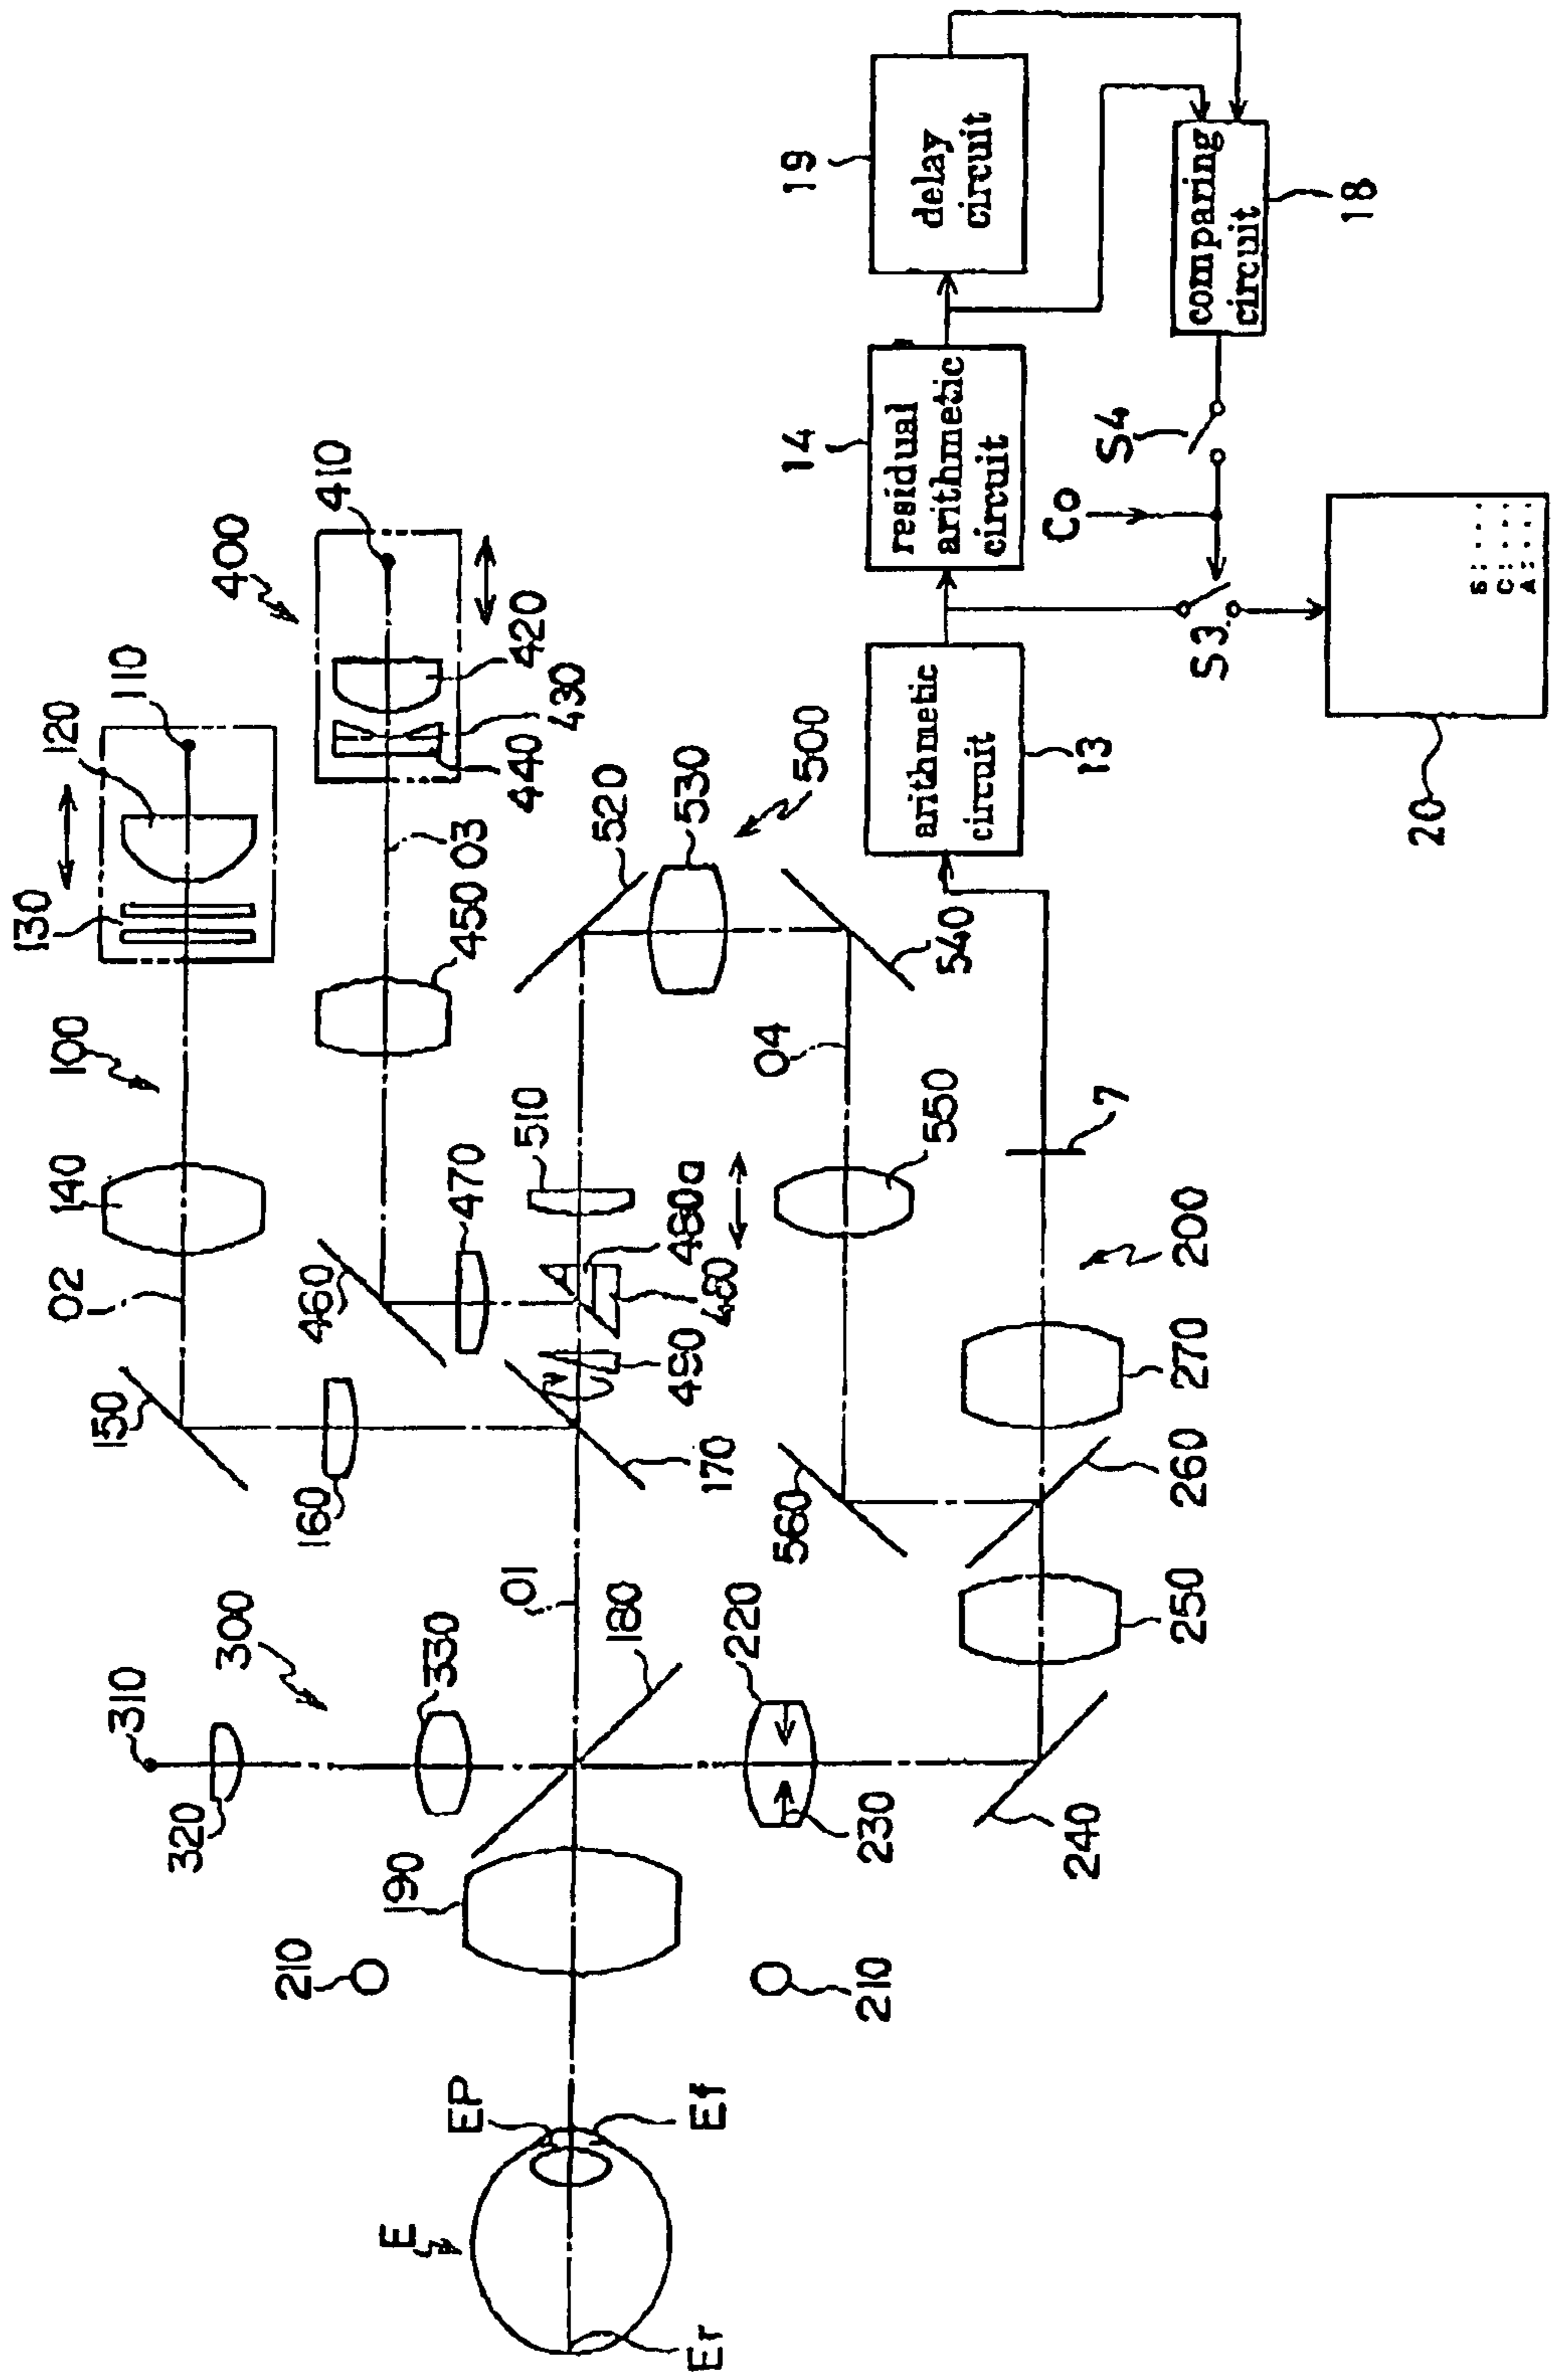 130
120
110
100
140
O2
150
160
400
410
420
430
440
O3
450
460
470
480a
480
490
170
510
520
530
500
540
O4
550
560
300
310
320
330
O1
180
190
210
210
220
230
240
250
260
270
200
7
E
EP
Ef
Er
13
arithmetic
circuit
14
residual
arithmetic
circuit
19
delay
circuit
comparing
circuit
18
S4
Co
S3
20
S: ....
C: ....
A: ....